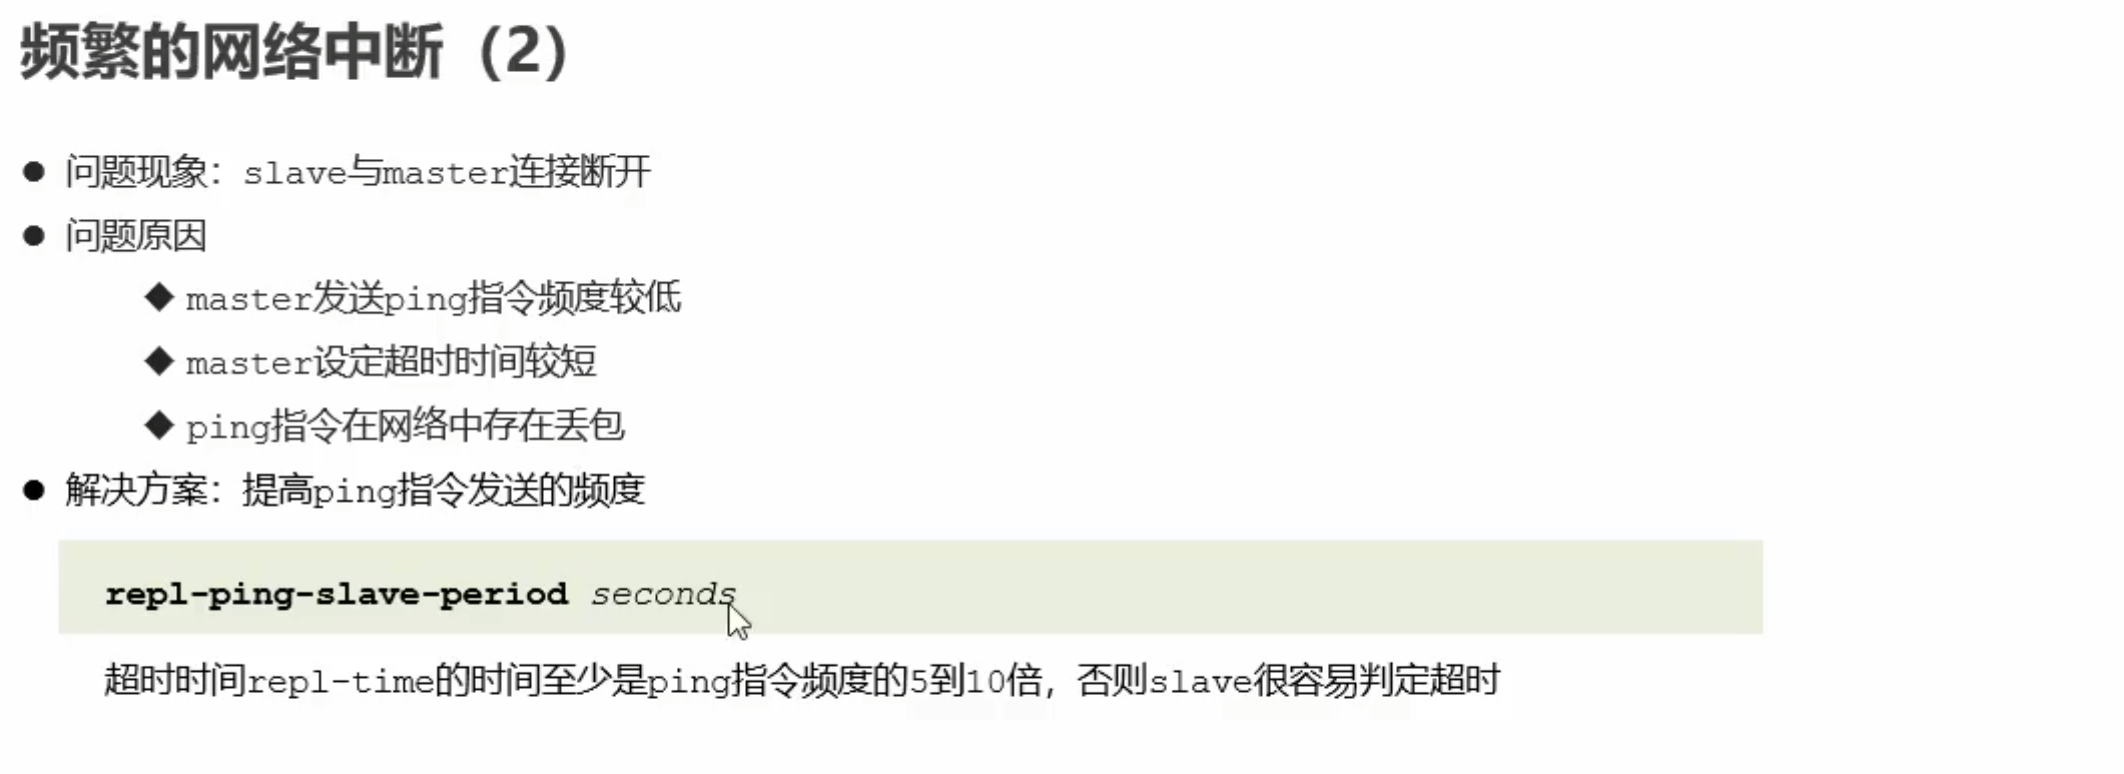 频繁的网络中断（2）
● 问题现象：slave与master连接断开
● 问题原因
◆ master发送ping指令频度较低
◆ master设定超时时间较短
◆ ping指令在网络中存在丢包
● 解决方案：提高ping指令发送的频度
repl-ping-slave-period seconds
超时时间repl-time的时间至少是ping指令频度的5到10倍，否则slave很容易判定超时